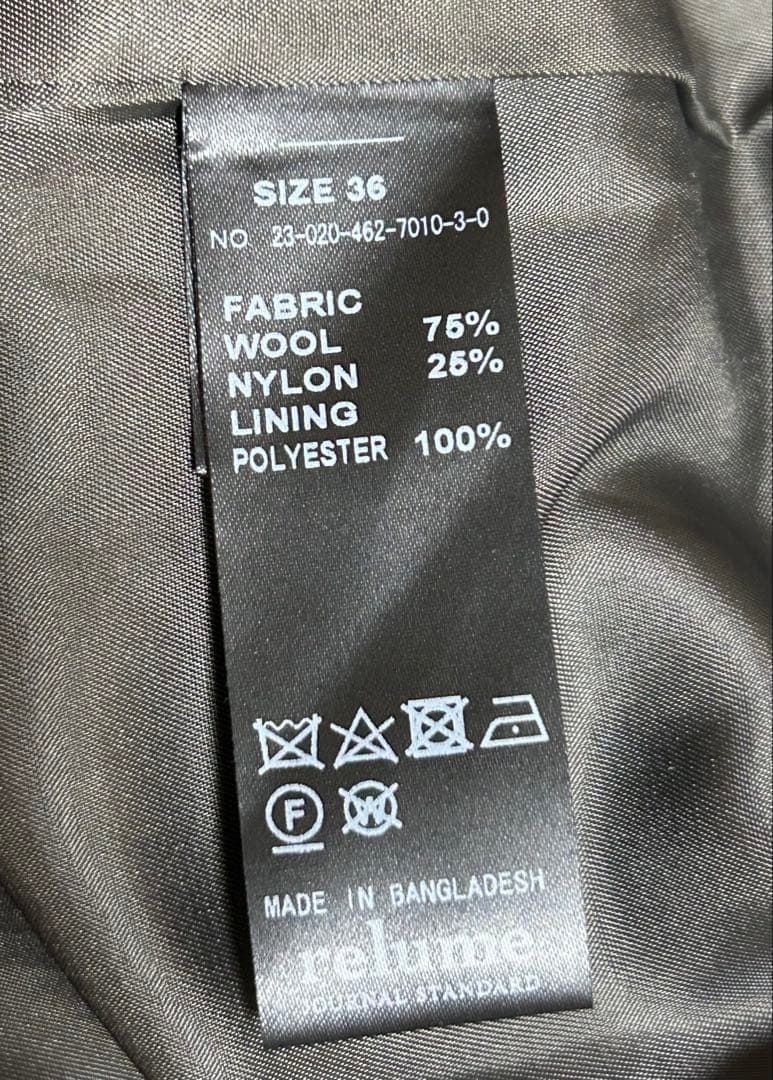 SIZE 36
NO 23-020-462-7010-3-0
FABRIC
WOOL 75%
NYLON 25%
LINING
POLYESTER 100%
F W
MADE IN BANGLADESH
relume
JOURNAL STANDARD